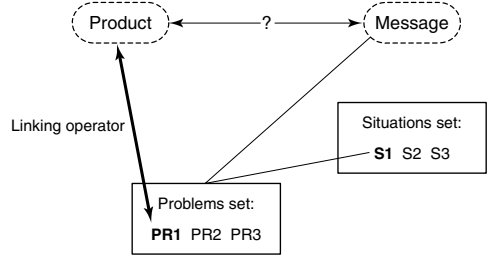 Product
?
Message
Linking operator
Situations set:
S1 S2 S3
Problems set:
PR1 PR2 PR3